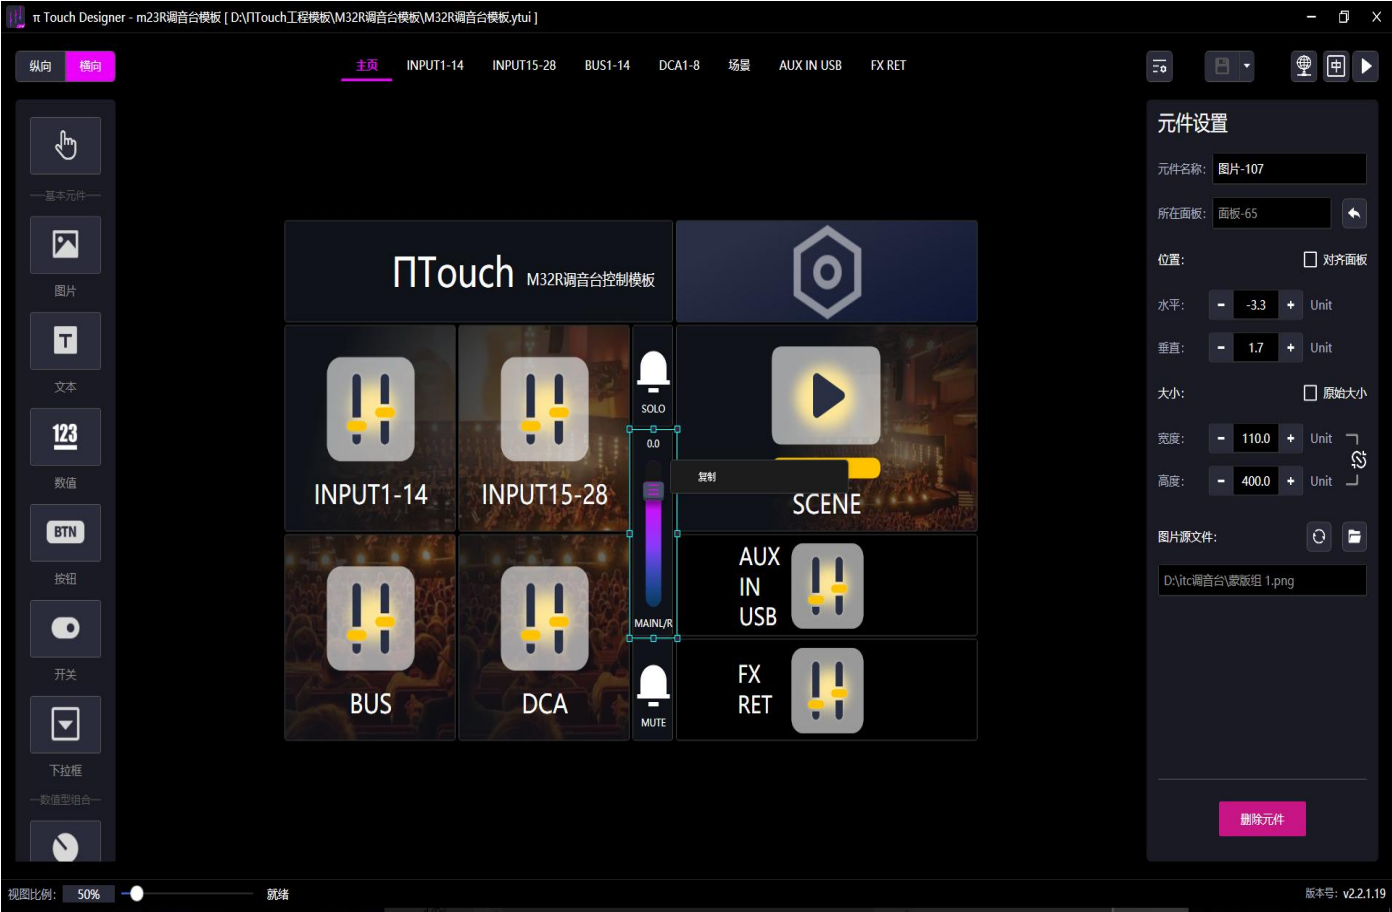 π Touch Designer - m23R调音台模板 [ D:\ΠTouch工程模板\M32R调音台模板\M32R调音台模板.ytui ]
纵向 横向
主页 INPUT1-14 INPUT15-28 BUS1-14 DCA1-8 场景 AUX IN USB FX RET
中
基本元件
图片
T
文本
123
数值
BTN
按钮
开关
下拉框
数值型组合
ΠTouch M32R调音台控制模板
INPUT1-14
INPUT15-28
SOLO
0.0
复制
SCENE
MAINL/R
BUS
DCA
MUTE
AUX
IN
USB
FX
RET
元件设置
元件名称: 图片-107
所在面板: 面板-65
位置: 对齐面板
水平: - -3.3 + Unit
垂直: - 1.7 + Unit
大小: 原始大小
宽度: - 110.0 + Unit
高度: - 400.0 + Unit
图片源文件:
D:\itc调音台\蒙版组 1.png
删除元件
视图比例: 50% 就绪 版本号: v2.2.1.19